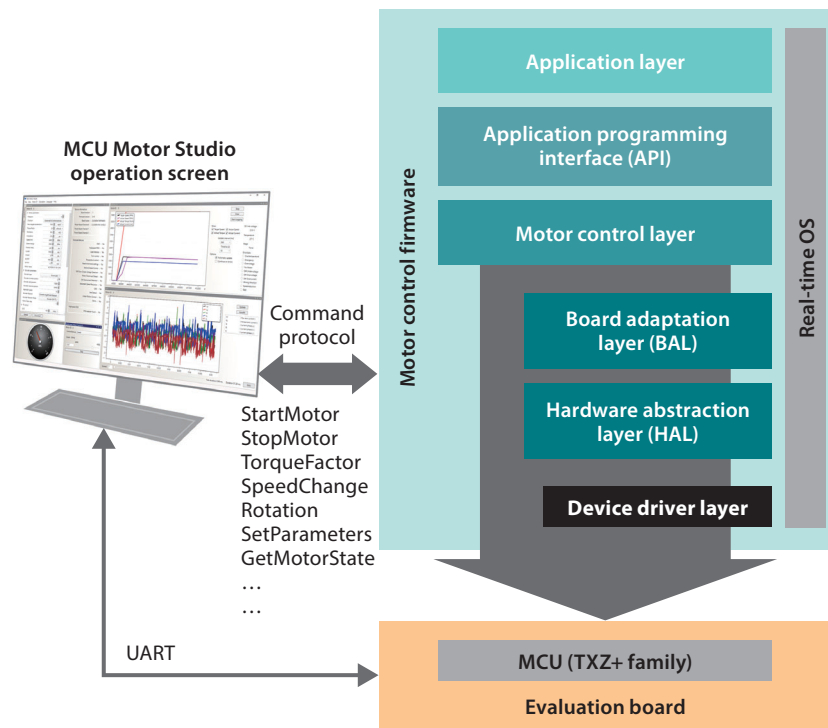 MCU Motor Studio
operation screen
Command
protocol
StartMotor
StopMotor
TorqueFactor
SpeedChange
Rotation
SetParameters
GetMotorState
…
…
UART
Motor control firmware
Application layer
Application programming
interface (API)
Motor control layer
Board adaptation
layer (BAL)
Hardware abstraction
layer (HAL)
Device driver layer
Real-time OS
MCU (TXZ+ family)
Evaluation board